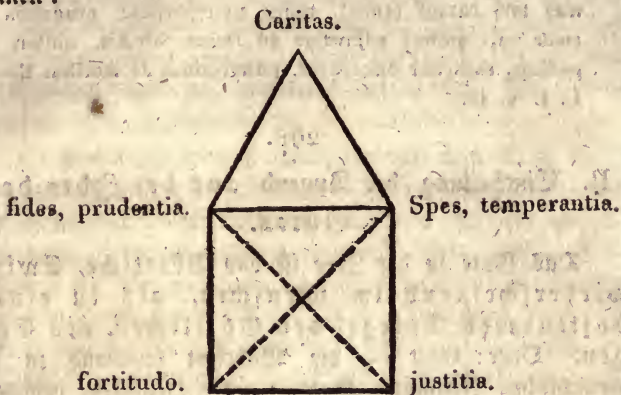 Caritas.
fides, prudentia. Spes, temperantia.
fortitudo. justitia.